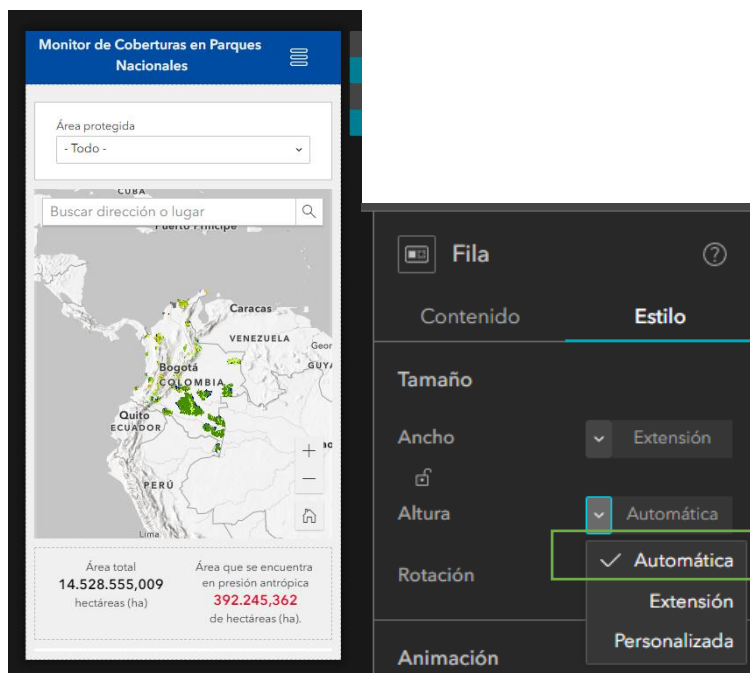 Monitor de Coberturas en Parques
Nacionales
Área protegida
- Todo -
CUBA
Buscar dirección o lugar
Puerto Príncipe
Caracas
VENEZUELA
Geor
GUY
Bogotá
COLOMBIA
Quito
ECUADOR
PERÚ
Lima
Área total
14.528.555,009
hectáreas (ha)
Área que se encuentra
en presión antrópica
392.245,362
de hectáreas (ha).
Fila
Contenido
Estilo
Tamaño
Ancho
Extensión
Altura
Automática
Rotación
Automática
Extensión
Personalizada
Animación